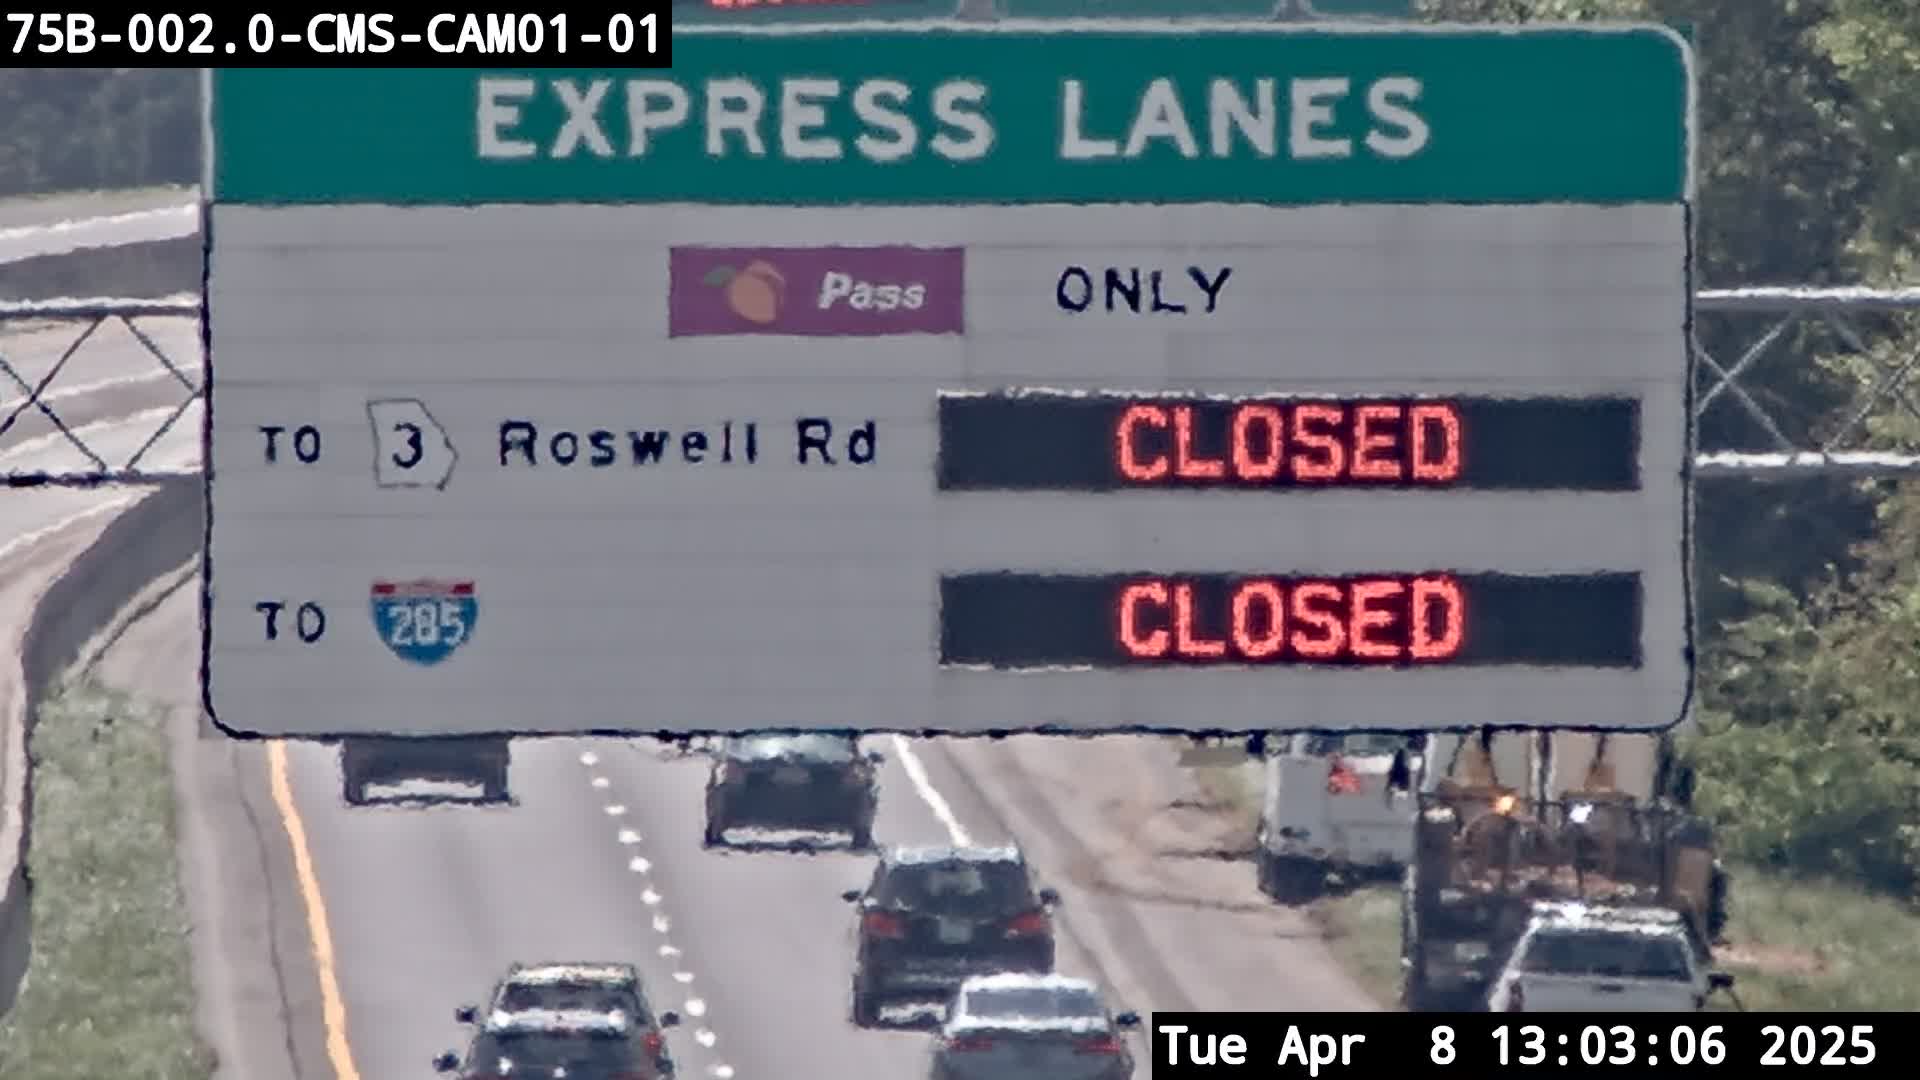 75B-002.0-CMS-CAM01-01
EXPRESS LANES
Pass ONLY
TO 3 Roswell Rd CLOSED
TO 285 CLOSED
Tue Apr 8 13:03:06 2025